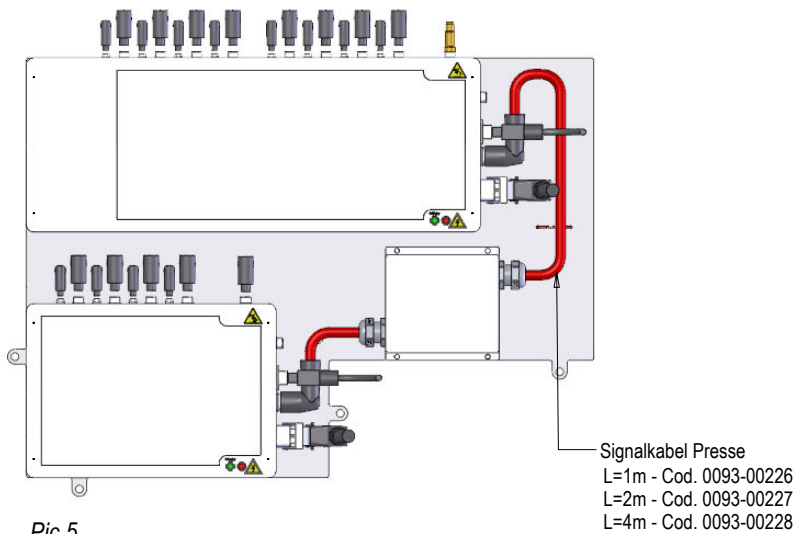 Signalkabel Presse
L=1m - Cod. 0093-00226
L=2m - Cod. 0093-00227
L=4m - Cod. 0093-00228
Pic.5